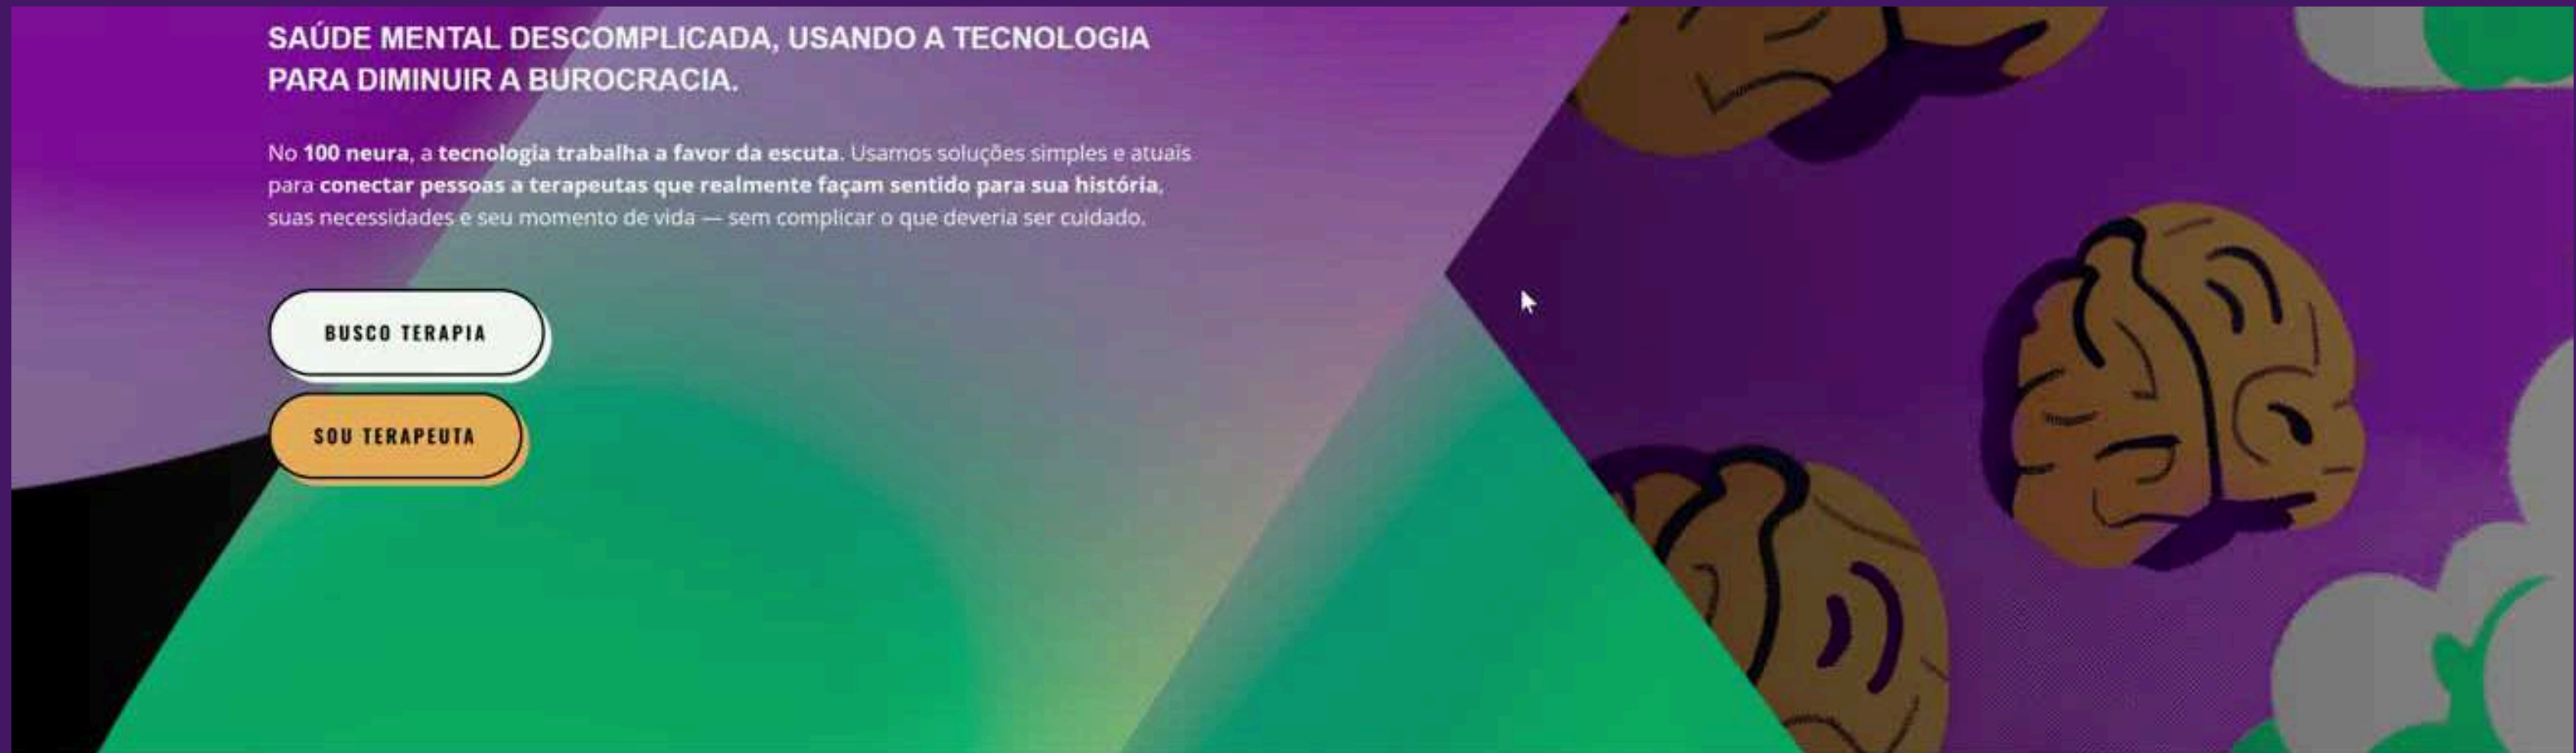 SAÚDE MENTAL DESCOMPLICADA, USANDO A TECNOLOGIA
PARA DIMINUIR A BUROCRACIA.
No 100 neura, a tecnologia trabalha a favor da escuta. Usamos soluções simples e atuais
para conectar pessoas a terapeutas que realmente façam sentido para sua história,
suas necessidades e seu momento de vida — sem complicar o que deveria ser cuidado.
BUSCO TERAPIA
SOU TERAPEUTA